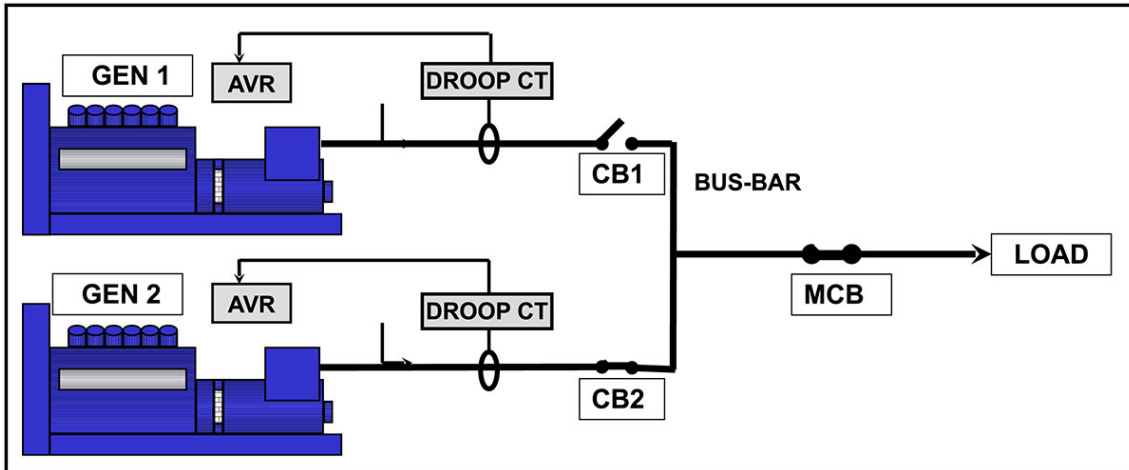 GEN 1
AVR
DROOP CT
CB1
BUS-BAR
MCB
LOAD
GEN 2
AVR
DROOP CT
CB2